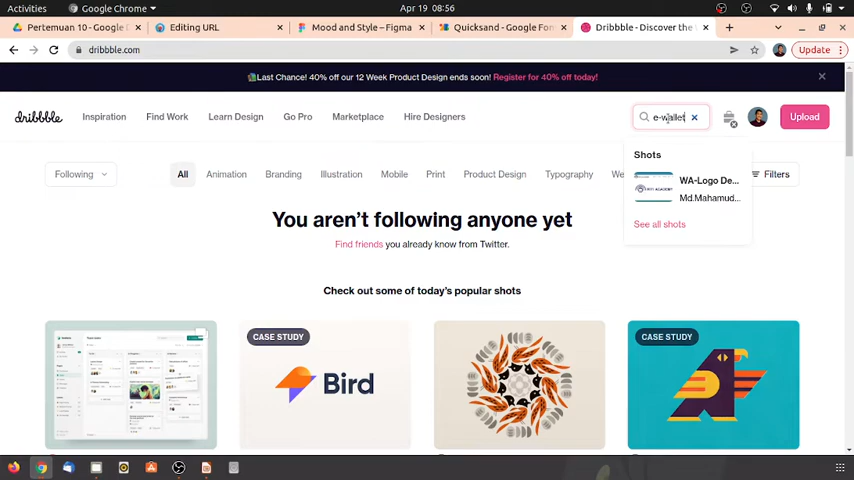 Activities
Google Chrome
Apr 19 08:56
Pertemuan 10 - Google D
Editing URL
Mood and Style – Figma
Quicksand - Google Fon
Dribbble - Discover the
dribbble.com
Update
Last Chance! 40% off our 12 Week Product Design ends soon! Register for 40% off today!
dribbble
Inspiration
Find Work
Learn Design
Go Pro
Marketplace
Hire Designers
e-wallet
Upload
Shots
WA-Logo De...
Md.Mahamud...
See all shots
Following
All
Animation
Branding
Illustration
Mobile
Print
Product Design
Typography
We
Filters
You aren’t following anyone yet
Find friends you already know from Twitter.
Check out some of today’s popular shots
CASE STUDY
Bird
CASE STUDY